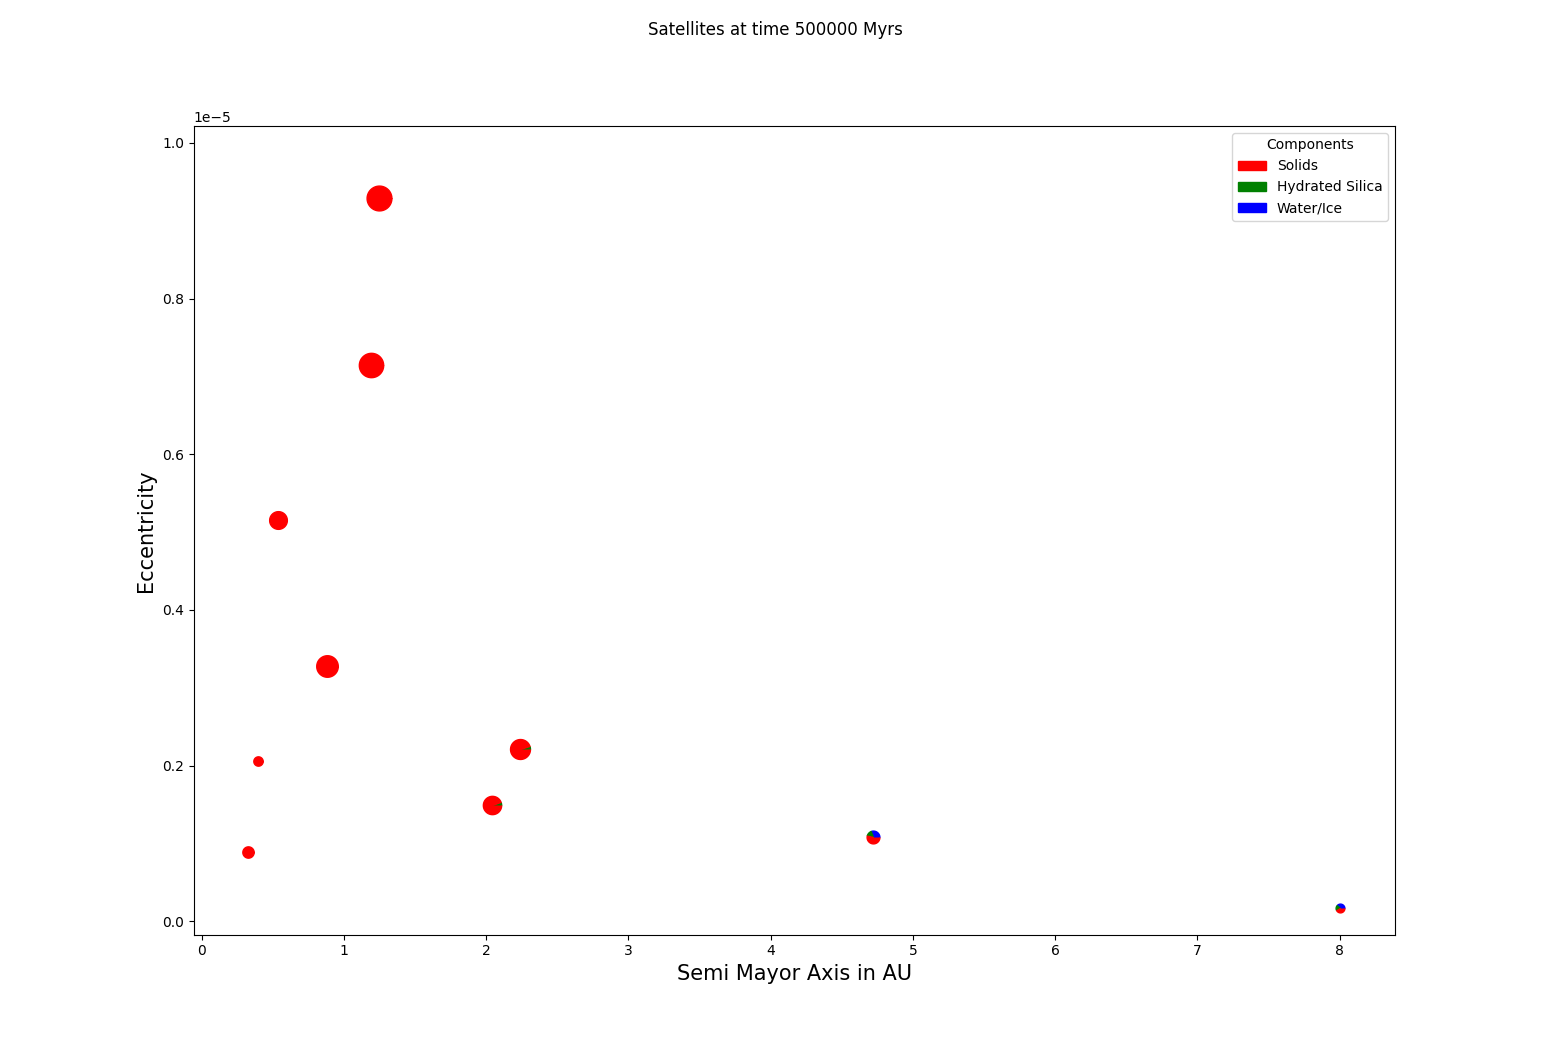 Satellites at time 500000 Myrs
1e−5
1.0
0.8
0.6
0.4
0.2
0.0
Eccentricity
0 1 2 3 4 5 6 7 8
Semi Mayor Axis in AU
Components
Solids
Hydrated Silica
Water/Ice